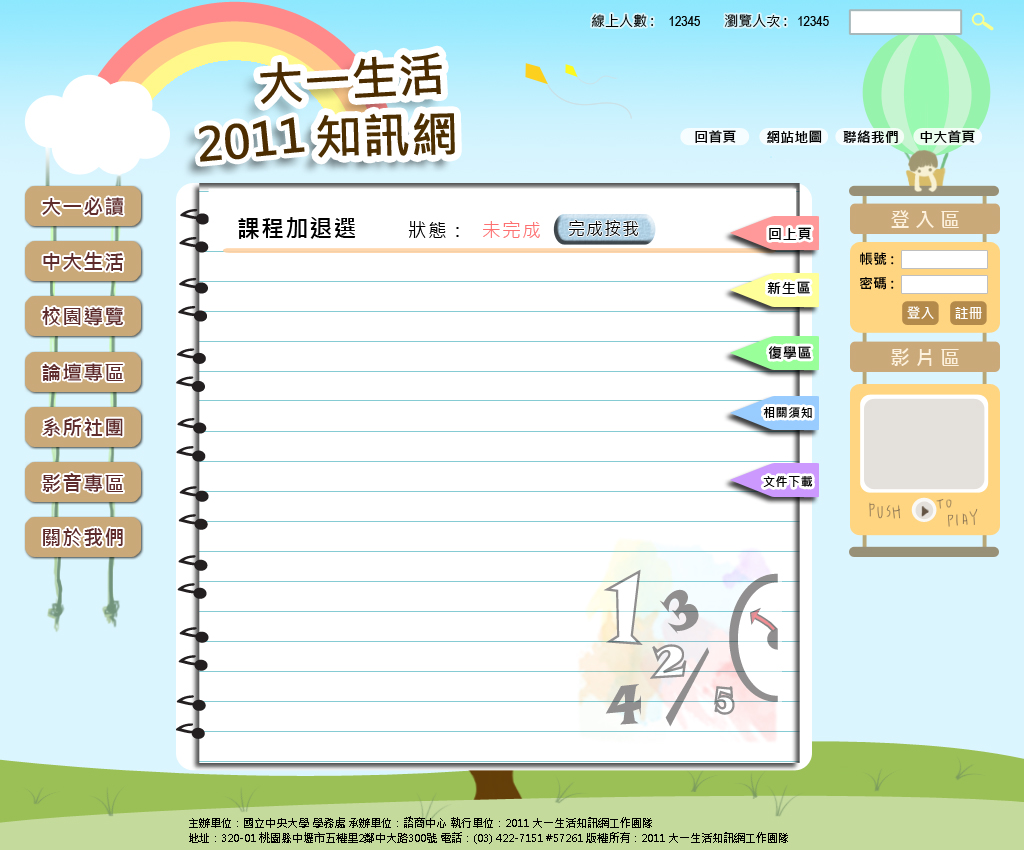 線上人數： 12345 瀏覽人次： 12345
大一生活
2011 知訊網
回首頁 網站地圖 聯絡我們 中大首頁
大一必讀
中大生活
校園導覽
論壇專區
系所社團
影音專區
關於我們
課程加退選 狀態： 未完成 完成按我
回上頁
新生區
復學區
相關須知
文件下載
1
3
2
4
5
登入區
帳號：
密碼：
登入 註冊
影片區
PUSH TO
PLAY
主辦單位：國立中央大學 學務處 承辦單位：諮商中心 執行單位：2011 大一生活知訊網工作團隊
地址：320-01 桃園縣中壢市五權里2鄰中大路300號 電話：(03) 422-7151 #57261 版權所有：2011 大一生活知訊網工作團隊